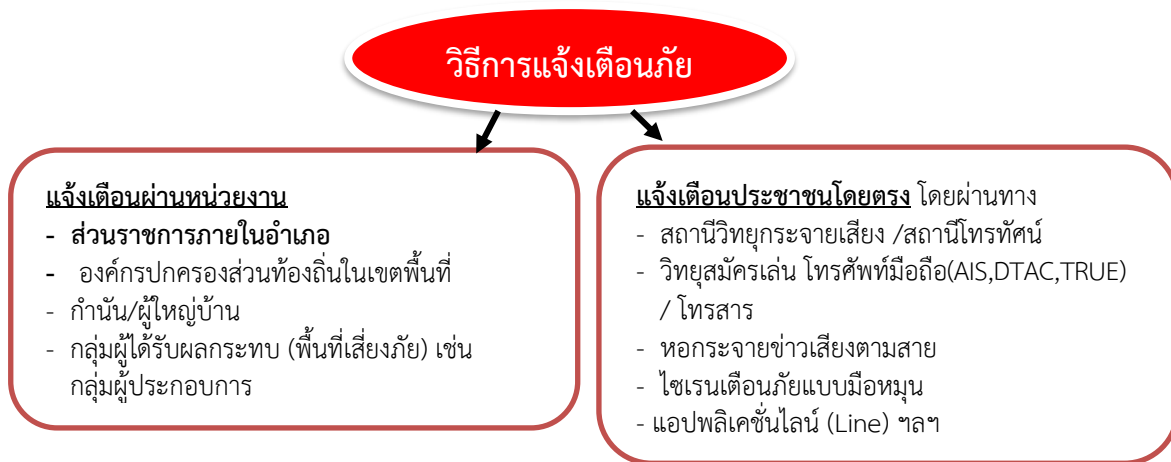 วิธีการแจ้งเตือนภัย
แจ้งเตือนผ่านหน่วยงาน
- ส่วนราชการภายในอำเภอ
- องค์กรปกครองส่วนท้องถิ่นในเขตพื้นที่
- กำนัน/ผู้ใหญ่บ้าน
- กลุ่มผู้ได้รับผลกระทบ (พื้นที่เสี่ยงภัย) เช่น
กลุ่มผู้ประกอบการ
แจ้งเตือนประชาชนโดยตรง โดยผ่านทาง
- สถานีวิทยุกระจายเสียง /สถานีโทรทัศน์
- วิทยุสมัครเล่น โทรศัพท์มือถือ(AIS,DTAC,TRUE)
/ โทรสาร
- หอกระจายข่าวเสียงตามสาย
- ไซเรนเตือนภัยแบบมือหมุน
- แอปพลิเคชั่นไลน์ (Line) ฯลฯ